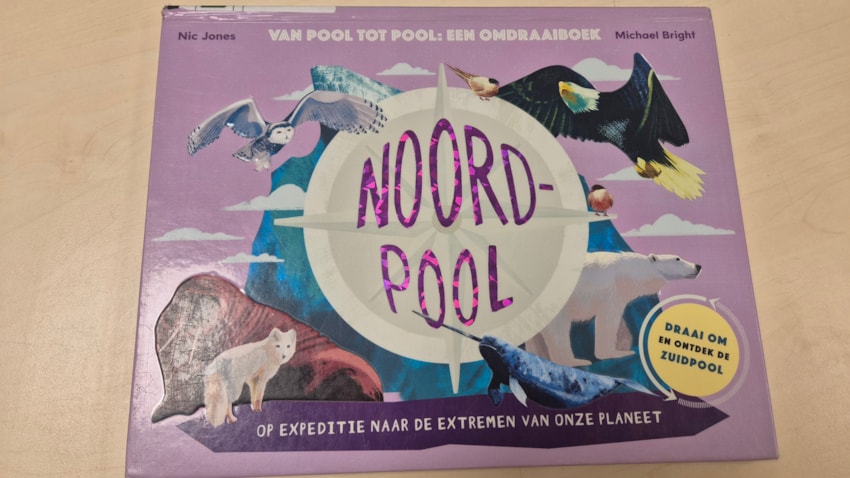 Nic Jones
VAN POOL TOT POOL: EEN OMDRAAIBOEK
Michael Bright
NOORD-
POOL
DRAAI OM
EN ONTDEK DE
ZUIDPOOL
OP EXPEDITIE NAAR DE EXTREMEN VAN ONZE PLANEET